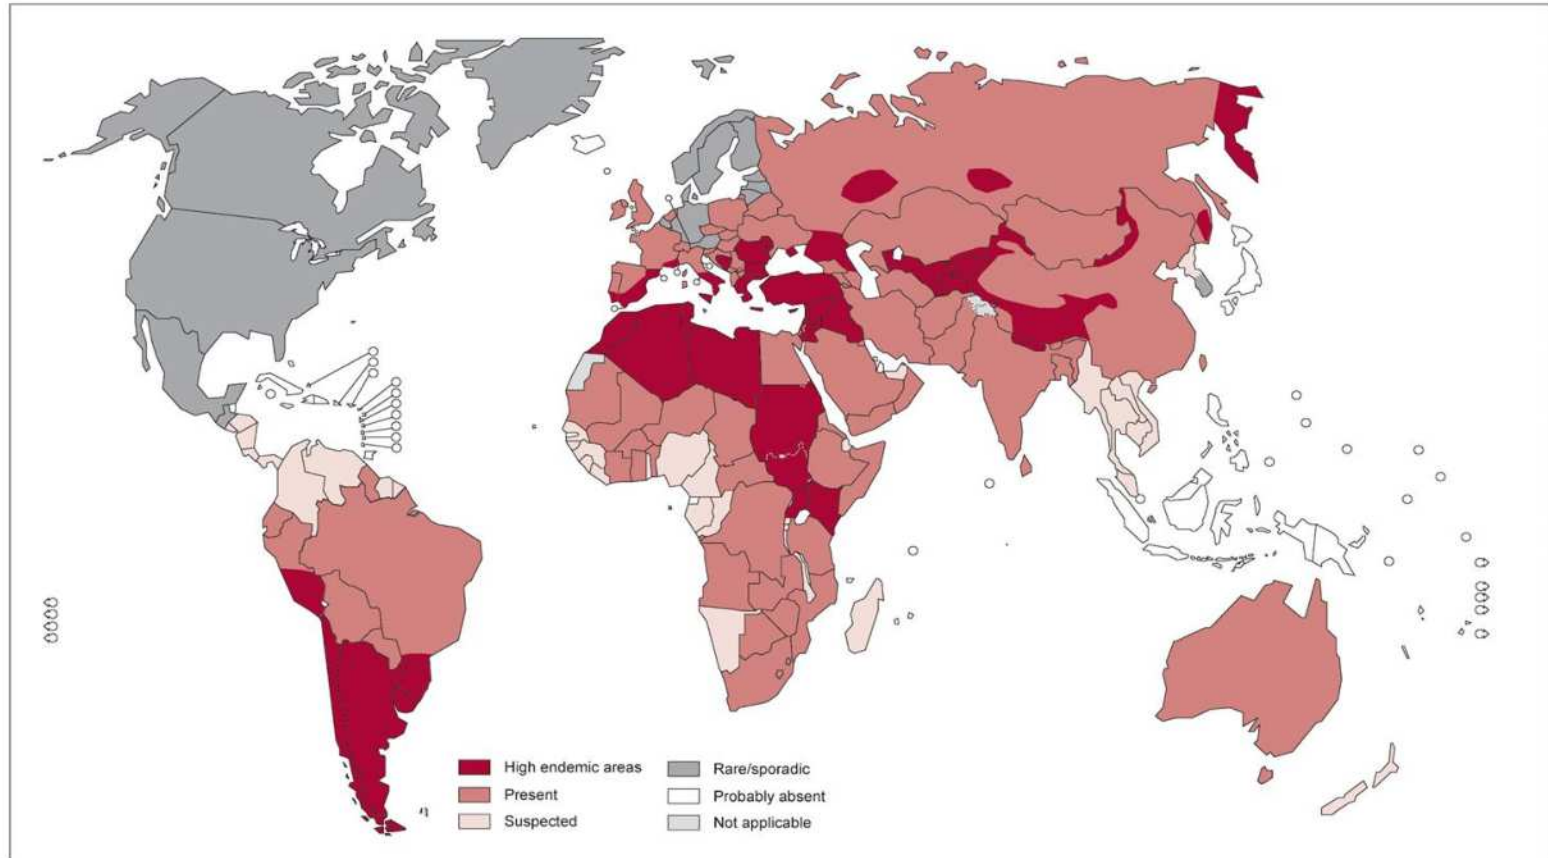 High endemic areas
Present
Suspected
Rare/sporadic
Probably absent
Not applicable